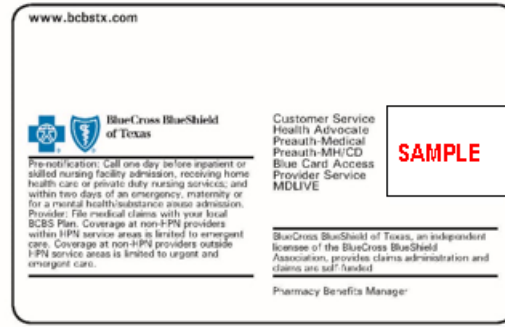 www.bcbstx.com
BlueCross BlueShield
of Texas
Pre-notification: Call one day before inpatient or
skilled nursing facility admission, receiving home
health care or private duty nursing services; and
within two days of an emergency, maternity or
for a mental health/substance abuse admission.
Provider: File medical claims with your local
BCBS Plan. Coverage at non-HPN providers
within HPN service areas is limited to emergent
care. Coverage at non-HPN providers outside
HPN service areas is limited to urgent and
emergent care.
Customer Service
Health Advocate
Preauth-Medical
Preauth-MH/CD
Blue Card Access
Provider Service
MDLIVE
SAMPLE
BlueCross BlueShield of Texas, an independent
licensee of the BlueCross BlueShield
Association, provides claims administration and
claims are self-funded
Pharmacy Benefits Manager